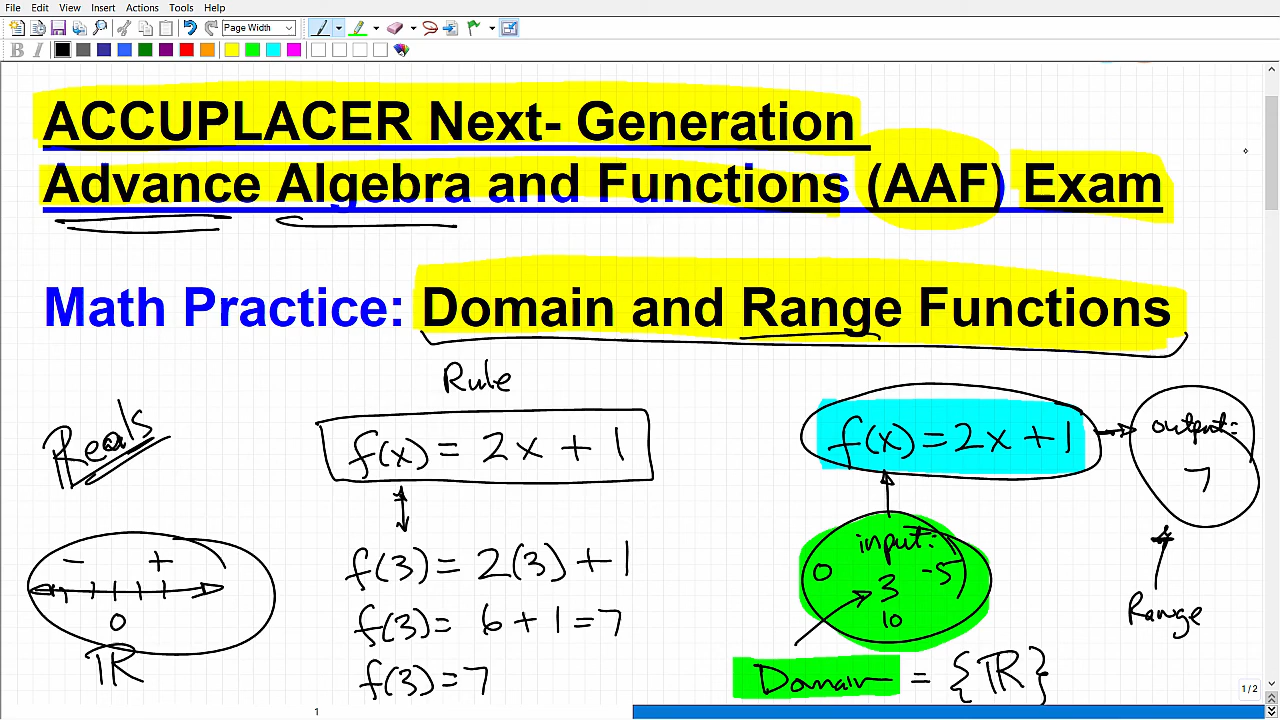 File Edit View Insert Actions Tools Help
Page Width
B I
ACCUPLACER Next- Generation
Advance Algebra and Functions (AAF) Exam
Math Practice: Domain and Range Functions
Rule
Reals
f(x) = 2x + 1
f(x) = 2x + 1
output:
7
f(3) = 2(3) + 1
input:
0 3 -5
10
- +
0
ℝ
f(3) = 6 + 1 = 7
Range
f(3) = 7
Domain = {ℝ}
1/2
1